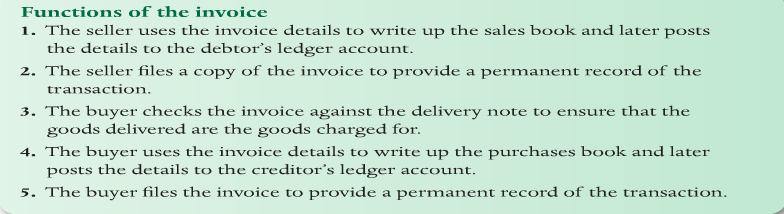 Functions of the invoice
1. The seller uses the invoice details to write up the sales book and later posts
the details to the debtor's ledger account.
2. The seller files a copy of the invoice to provide a permanent record of the
transaction.
3. The buyer checks the invoice against the delivery note to ensure that the
goods delivered are the goods charged for.
4. The buyer uses the invoice details to write up the purchases book and later
posts the details to the creditor's ledger account.
5. The buyer files the invoice to provide a permanent record of the transaction.